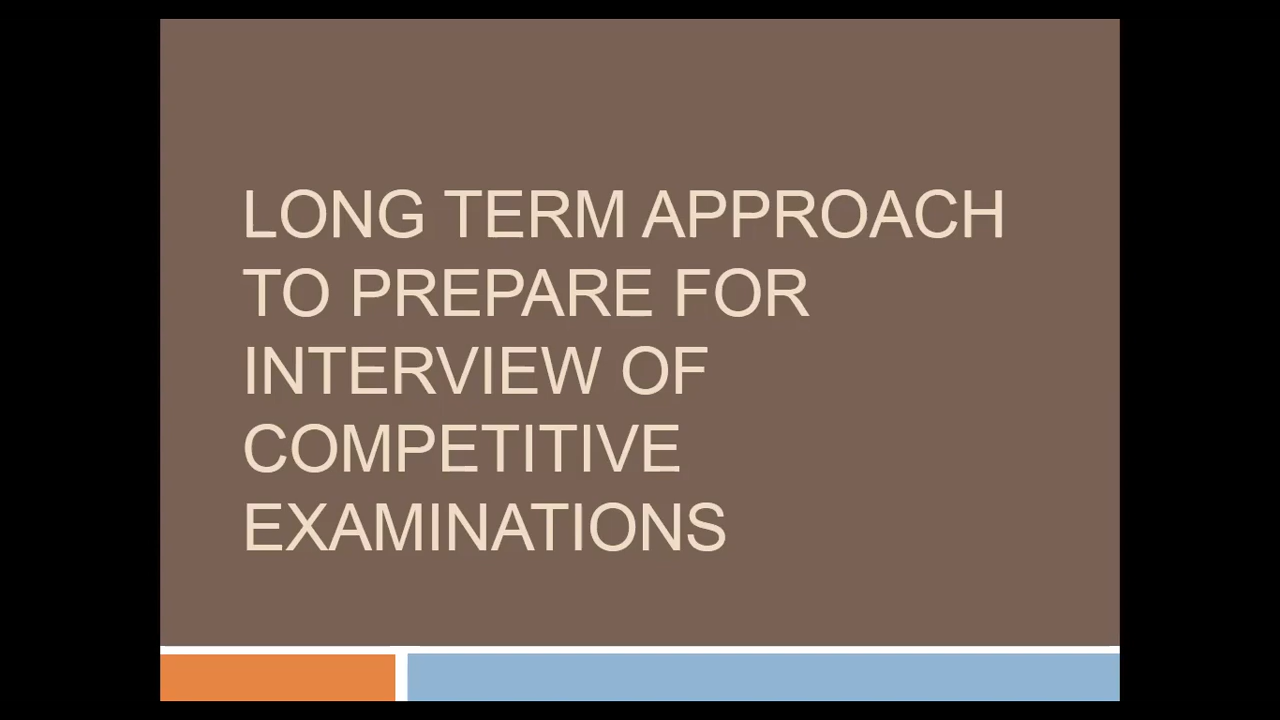 LONG TERM APPROACH
TO PREPARE FOR
INTERVIEW OF
COMPETITIVE
EXAMINATIONS